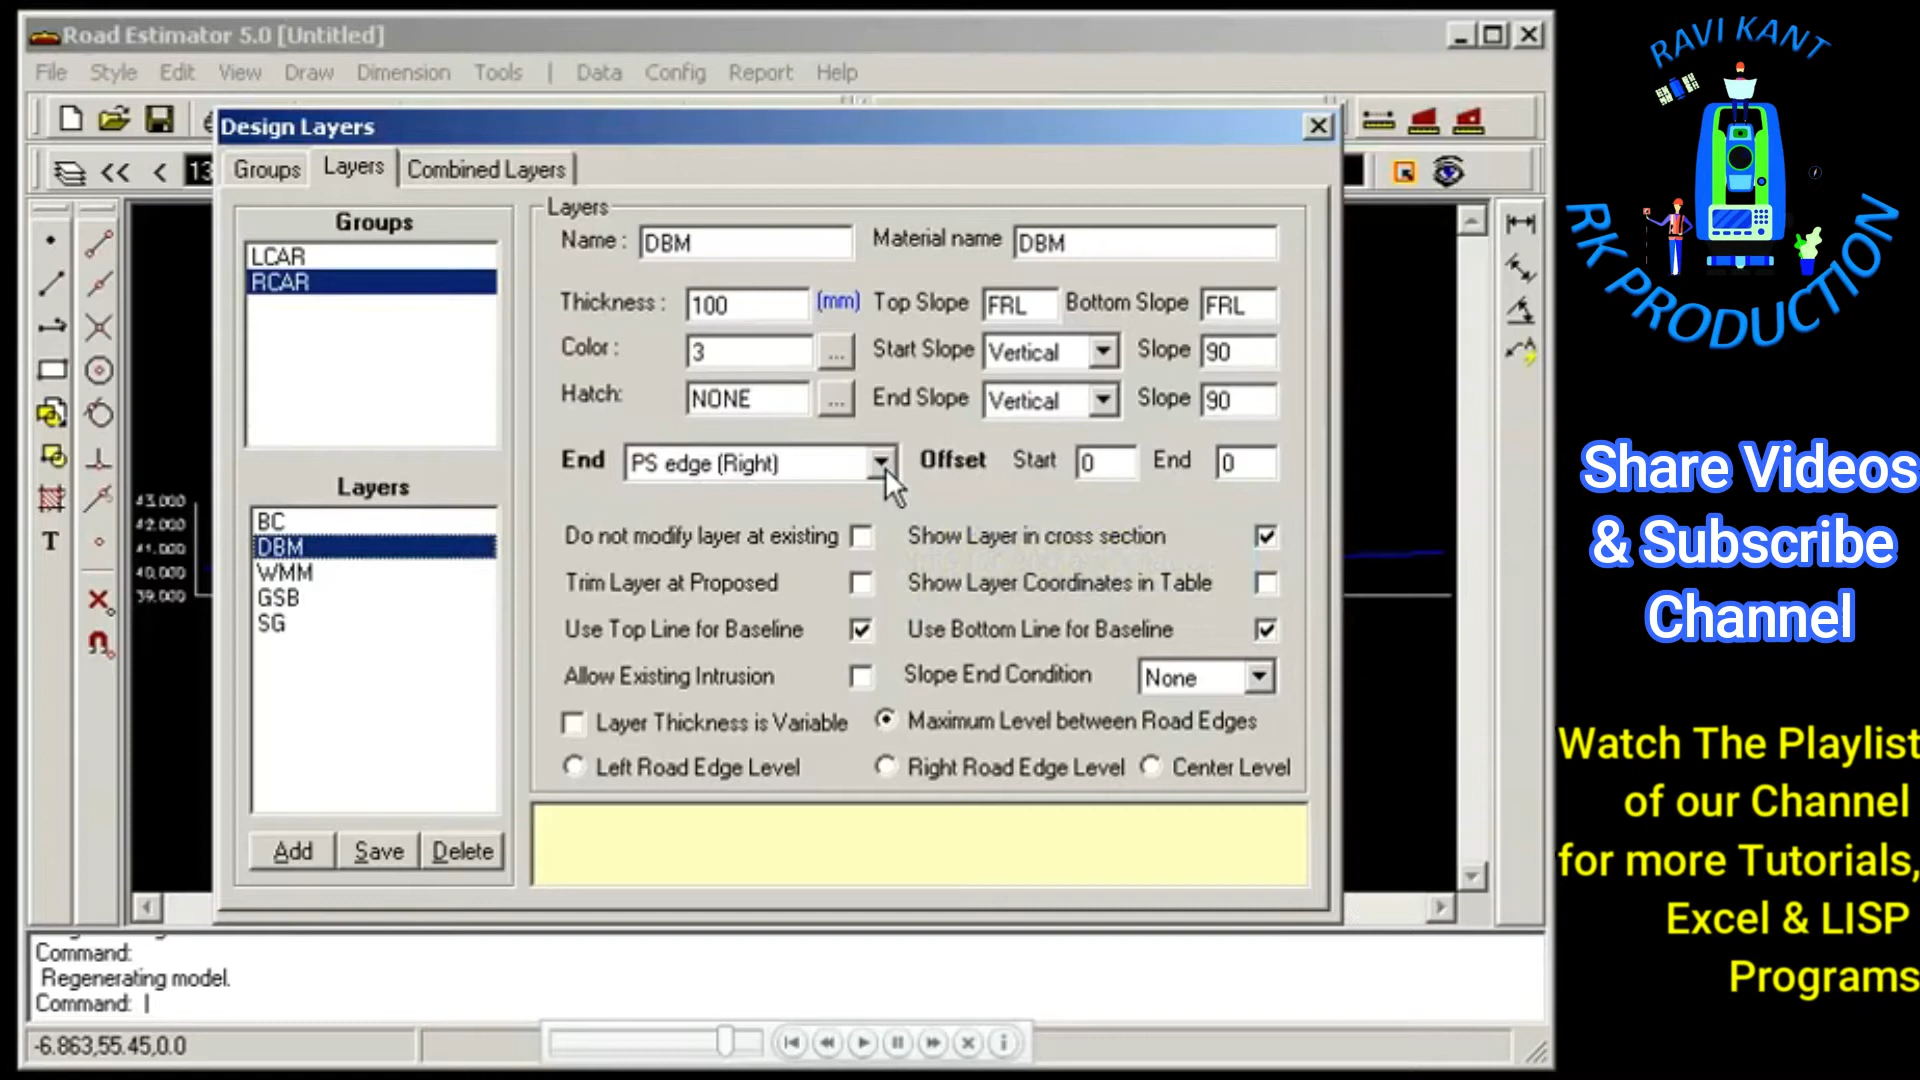 Road Estimator 5.0 [Untitled]
File Style Edit View Draw Dimension Tools | Data Config Report Help
Design Layers
<< < 13
Groups Layers Combined Layers
Groups
LCAR
RCAR
Layers
BC
DBM
WMM
GSB
SG
Add Save Delete
Layers
Name : DBM Material name DBM
Thickness : 100 (mm) Top Slope FRL Bottom Slope FRL
Color : 3 ... Start Slope Vertical Slope 90
Hatch: NONE ... End Slope Vertical Slope 90
End PS edge (Right) Offset Start 0 End 0
Do not modify layer at existing Show Layer in cross section
Trim Layer at Proposed Show Layer Coordinates in Table
Use Top Line for Baseline Use Bottom Line for Baseline
Allow Existing Intrusion Slope End Condition None
Layer Thickness is Variable Maximum Level between Road Edges
Left Road Edge Level Right Road Edge Level Center Level
43.000
42.000
41.000
40.000
39.000
T
Command:
Regenerating model.
Command:
-6.863,55.45,0.0
RAVI KANT
RK PRODUCTION
Share Videos
& Subscribe
Channel
Watch The Playlist
of our Channel
for more Tutorials,
Excel & LISP
Programs